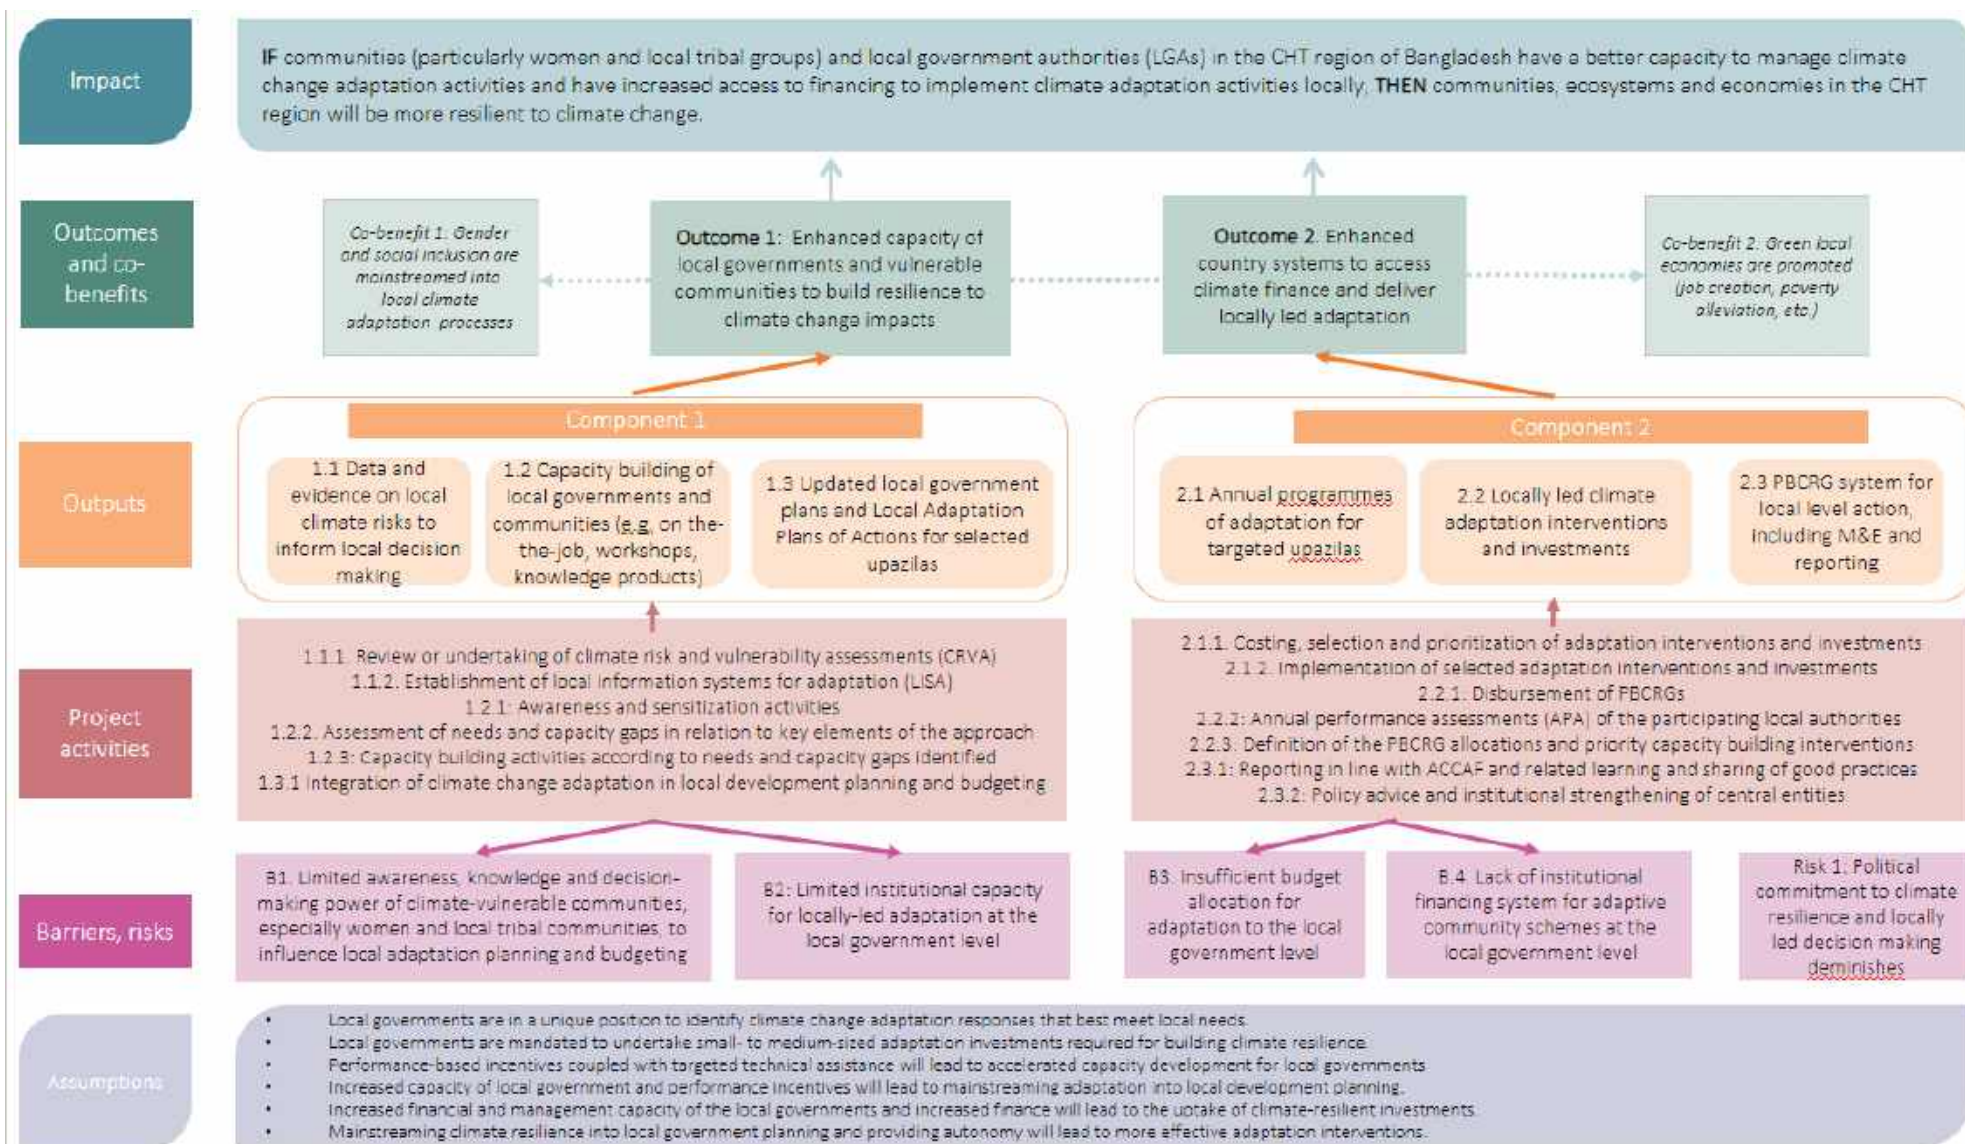 Impact
IF communities (particularly women and local tribal groups) and local government authorities (LGAs) in the CHT region of Bangladesh have a better capacity to manage climate
change adaptation activities and have increased access to financing to implement climate adaptation activities locally, THEN communities, ecosystems and economies in the CHT
region will be more resilient to climate change.
Outcomes
and co-
benefits
Co-benefit 1. Gender
and social inclusion are
mainstreamed into
local climate
adaptation processes
Outcome 1: Enhanced capacity of
local governments and vulnerable
communities to build resilience to
climate change impacts
Outcome 2. Enhanced
country systems to access
climate finance and deliver
locally led adaptation
Co-benefit 2. Green local
economies are promoted
(job creation, poverty
alleviation, etc.)
Outputs
Component 1
1.1 Data and
evidence on local
climate risks to
inform local decision
making
1.2 Capacity building of
local governments and
communities (e.g. on the-
the-job, workshops,
knowledge products)
1.3 Updated local government
plans and Local Adaptation
Plans of Actions for selected
upazilas
Component 2
2.1 Annual programmes
of adaptation for
targeted upazilas
2.2 Locally led climate
adaptation interventions
and investments
2.3 PBCRG system for
local level action,
including M&E and
reporting
Project
activities
1.1.1. Review or undertaking of climate risk and vulnerability assessments (CRVA)
1.1.2. Establishment of local information systems for adaptation (LISA)
1.2.1: Awareness and sensitization activities
1.2.2. Assessment of needs and capacity gaps in relation to key elements of the approach
1.2.3: Capacity building activities according to needs and capacity gaps identified
1.3.1 Integration of climate change adaptation in local development planning and budgeting
2.1.1. Costing, selection and prioritization of adaptation interventions and investments
2.1.2. Implementation of selected adaptation interventions and investments
2.2.1. Disbursement of PBCRGs
2.2.2: Annual performance assessments (APA) of the participating local authorities
2.2.3. Definition of the PBCRG allocations and priority capacity building interventions
2.3.1: Reporting in line with ACCAF and related learning and sharing of good practices
2.3.2: Policy advice and institutional strengthening of central entities
Barriers, risks
B1. Limited awareness, knowledge and decision-
making power of climate-vulnerable communities,
especially women and local tribal communities, to
influence local adaptation planning and budgeting
B2: Limited institutional capacity
for locally-led adaptation at the
local government level
B3. Insufficient budget
allocation for
adaptation to the local
government level
B.4 Lack of institutional
financing system for adaptive
community schemes at the
local government level
Risk 1: Political
commitment to climate
resilience and locally
led decision making
deminishes
Assumptions
• Local governments are in a unique position to identify climate change adaptation responses that best meet local needs.
• Local governments are mandated to undertake small- to medium-sized adaptation investments required for building climate resilience.
• Performance-based incentives coupled with targeted technical assistance will lead to accelerated capacity development for local governments
• Increased capacity of local government and performance incentives will lead to mainstreaming adaptation into local development planning.
• Increased financial and management capacity of the local governments and increased finance will lead to the uptake of climate-resilient investments.
• Mainstreaming climate resilience into local government planning and providing autonomy will lead to more effective adaptation interventions.